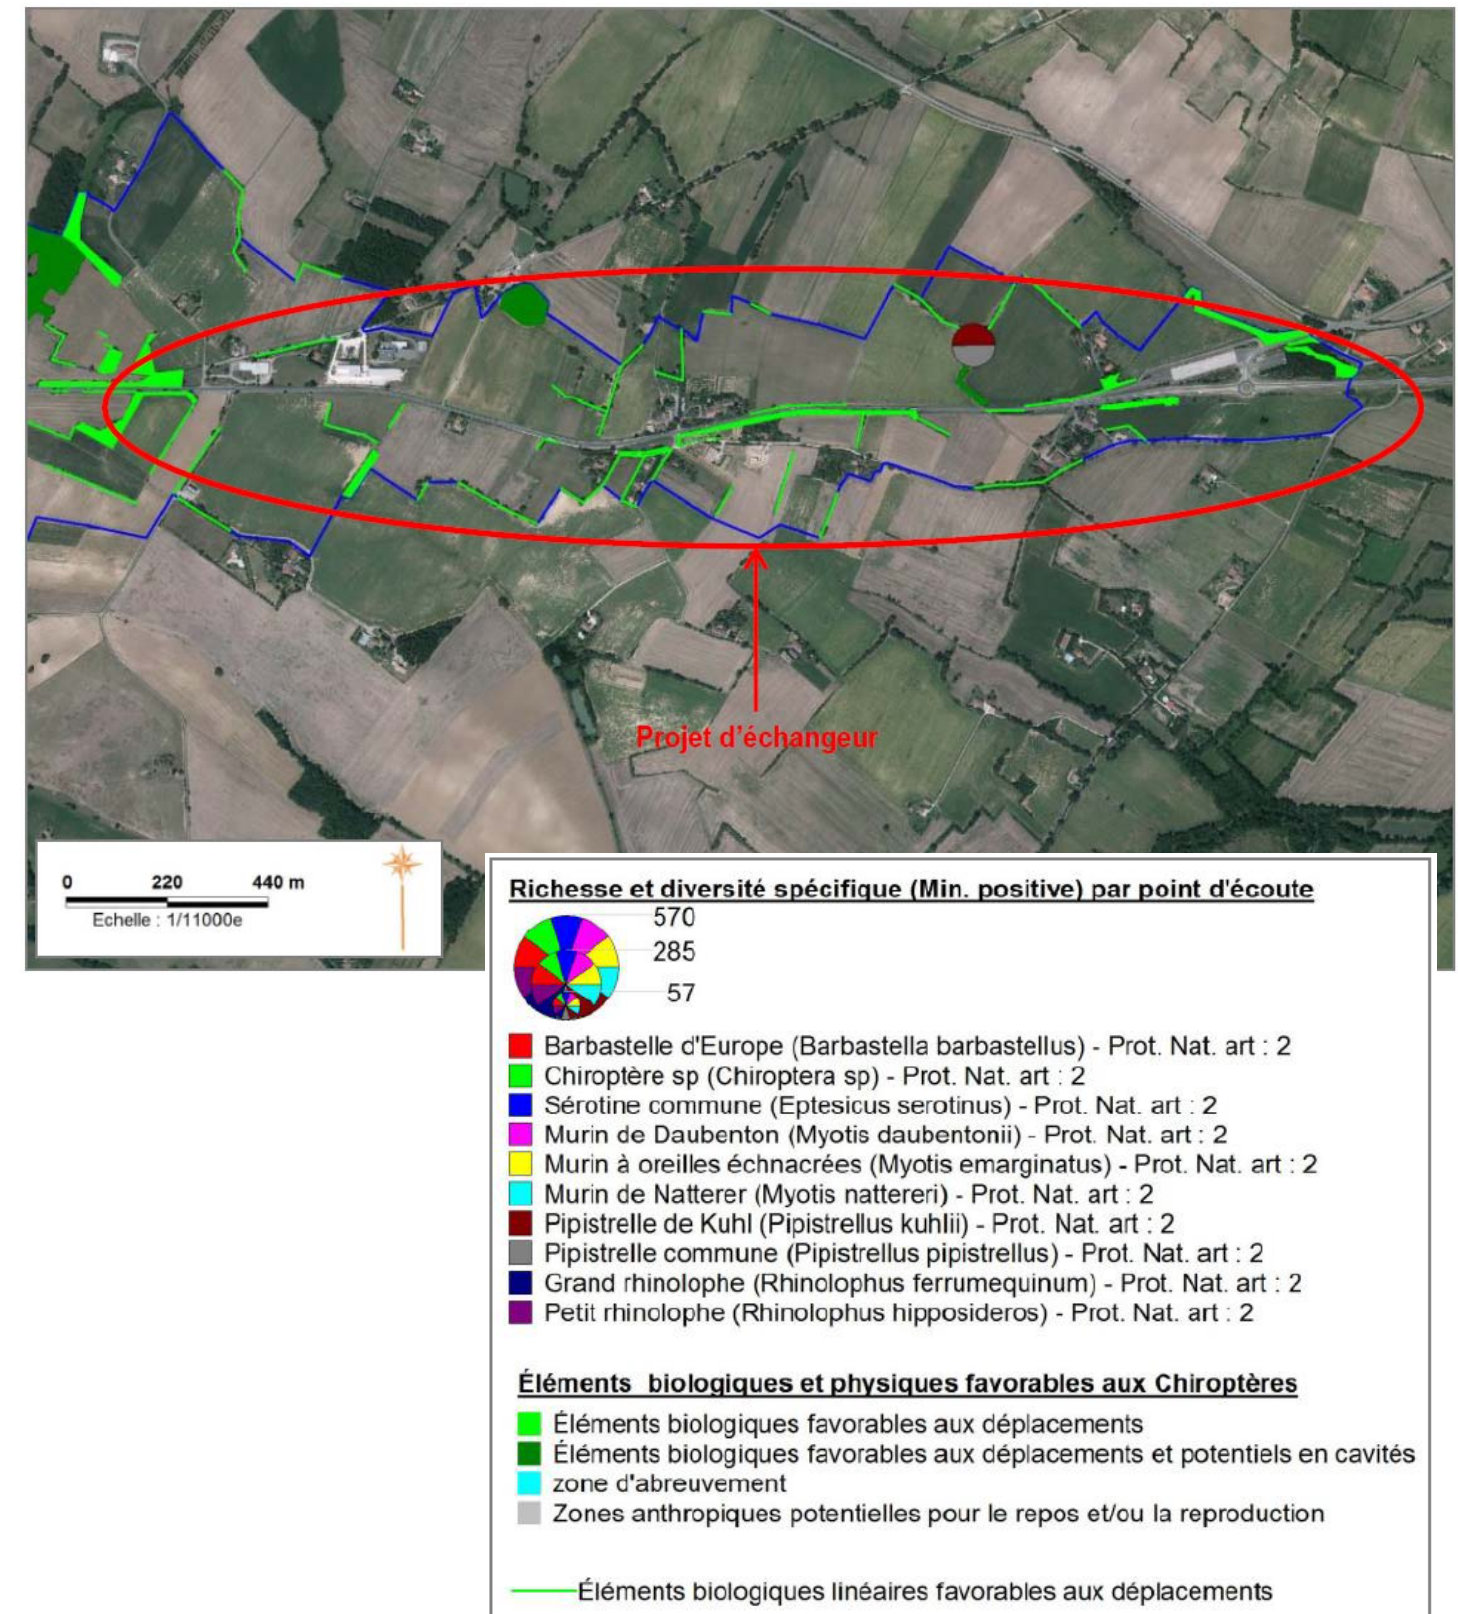 Projet d'échangeur
0 220 440 m
Echelle : 1/11000e
Richesse et diversité spécifique (Min. positive) par point d'écoute
570
285
57
Barbastelle d'Europe (Barbastella barbastellus) - Prot. Nat. art : 2
Chiroptère sp (Chiroptera sp) - Prot. Nat. art : 2
Sérotine commune (Eptesicus serotinus) - Prot. Nat. art : 2
Murin de Daubenton (Myotis daubentonii) - Prot. Nat. art : 2
Murin à oreilles échnacrées (Myotis emarginatus) - Prot. Nat. art : 2
Murin de Natterer (Myotis nattereri) - Prot. Nat. art : 2
Pipistrelle de Kuhl (Pipistrellus kuhlii) - Prot. Nat. art : 2
Pipistrelle commune (Pipistrellus pipistrellus) - Prot. Nat. art : 2
Grand rhinolophe (Rhinolophus ferrumequinum) - Prot. Nat. art : 2
Petit rhinolophe (Rhinolophus hipposideros) - Prot. Nat. art : 2
Éléments biologiques et physiques favorables aux Chiroptères
Éléments biologiques favorables aux déplacements
Éléments biologiques favorables aux déplacements et potentiels en cavités
zone d'abreuvement
Zones anthropiques potentielles pour le repos et/ou la reproduction
Éléments biologiques linéaires favorables aux déplacements